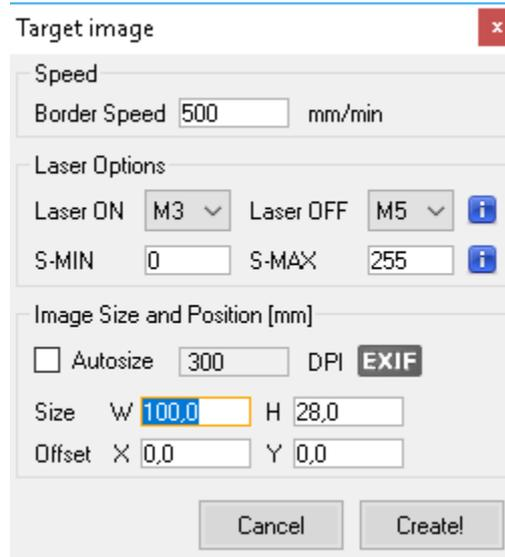 Target image x
Speed
Border Speed 500 mm/min
Laser Options
Laser ON M3 Laser OFF M5 i
S-MIN 0 S-MAX 255 i
Image Size and Position [mm]
Autosize 300 DPI EXIF
Size W 100,0 H 28,0
Offset X 0,0 Y 0,0
Cancel Create!